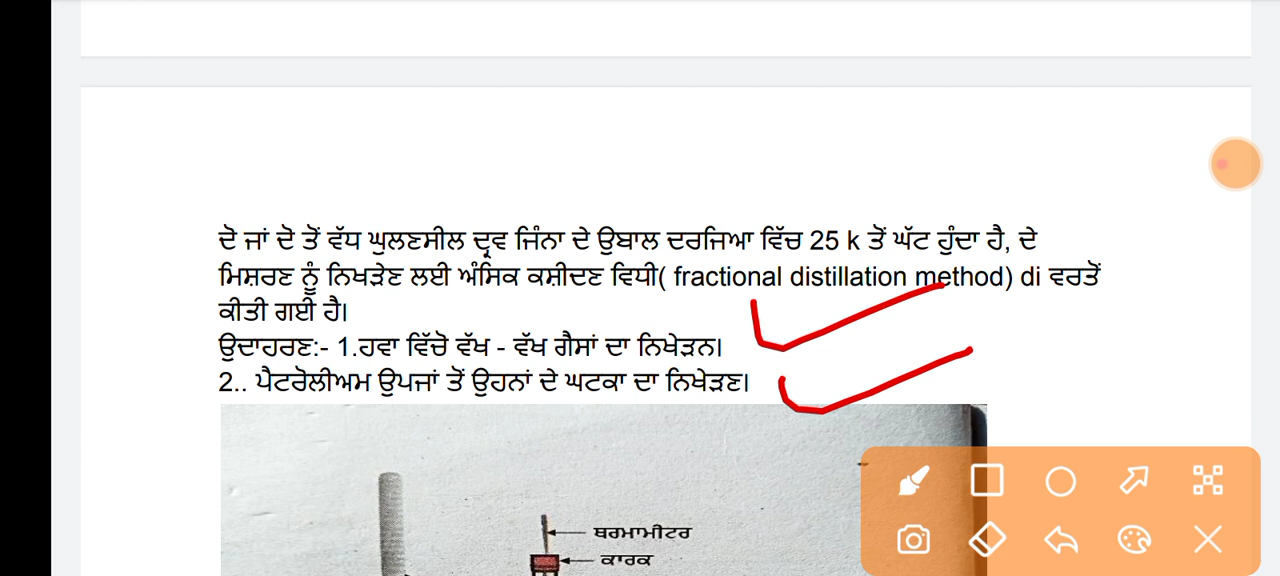 ਦੋ ਜਾਂ ਦੋ ਤੋਂ ਵੱਧ ਘੁਲਣਸੀਲ ਦ੍ਰਵ ਜਿੰਨਾ ਦੇ ਉਬਾਲ ਦਰਜਿਆ ਵਿੱਚ 25 k ਤੋਂ ਘੱਟ ਹੁੰਦਾ ਹੈ, ਦੇ
ਮਿਸ਼ਰਣ ਨੂੰ ਨਿਖੜੇਣ ਲਈ ਅੰਸਿਕ ਕਸ਼ੀਦਣ ਵਿਧੀ( fractional distillation method) di ਵਰਤੋਂ
ਕੀਤੀ ਗਈ ਹੈ।
ਉਦਾਹਰਣ:- 1.ਹਵਾ ਵਿੱਚੋ ਵੱਖ - ਵੱਖ ਗੈਸਾਂ ਦਾ ਨਿਖੇੜਨ।
2.. ਪੈਟਰੋਲੀਅਮ ਉਪਜਾਂ ਤੋਂ ਉਹਨਾਂ ਦੇ ਘਟਕਾ ਦਾ ਨਿਖੇੜਣ।
ਥਰਮਾਮੀਟਰ
ਕਾਰਕ